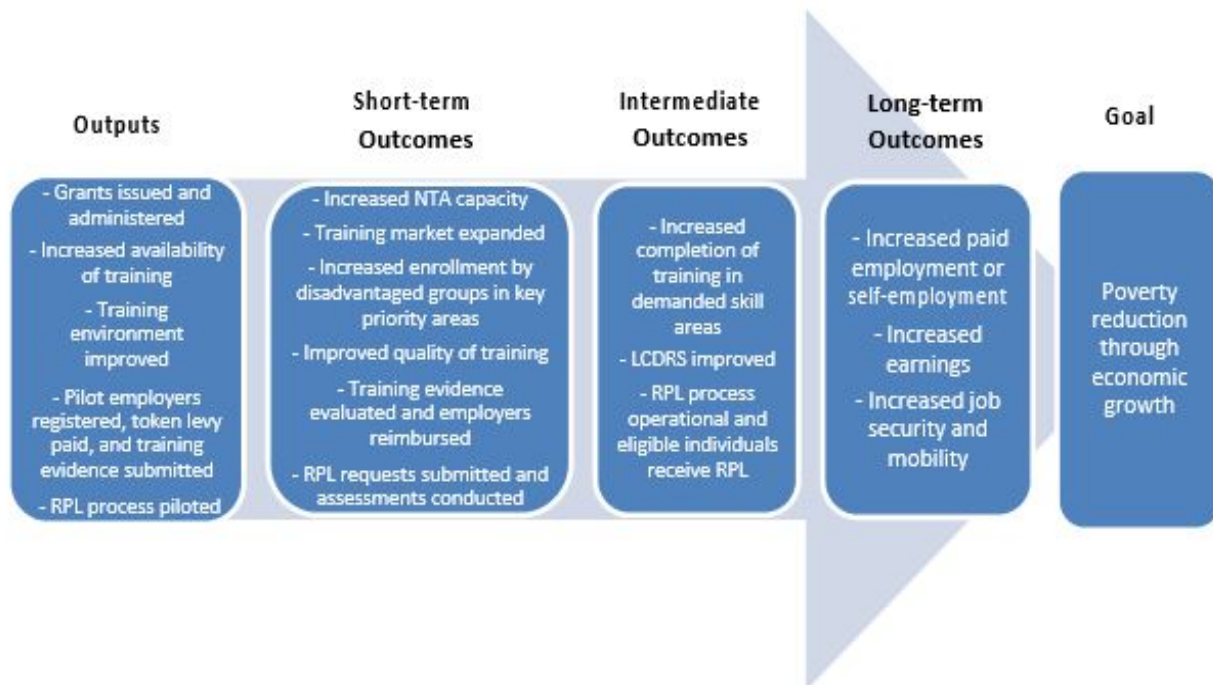 Outputs
- Grants issued and
administered
- Increased availability
of training
- Training
environment
improved
- Pilot employers
registered, token levy
paid, and training
evidence submitted
- RPL process piloted
Short-term
Outcomes
- Increased NTA capacity
- Training market expanded
- Increased enrollment by
disadvantaged groups in key
priority areas
- Improved quality of training
- Training evidence
evaluated and employers
reimbursed
- RPL requests submitted and
assessments conducted
Intermediate
Outcomes
- Increased
completion of
training in
demanded skill
areas
- LCDRS improved
- RPL process
operational and
eligible individuals
receive RPL
Long-term
Outcomes
- Increased paid
employment or
self-employment
- Increased
earnings
- Increased job
security and
mobility
Goal
Poverty
reduction
through
economic
growth